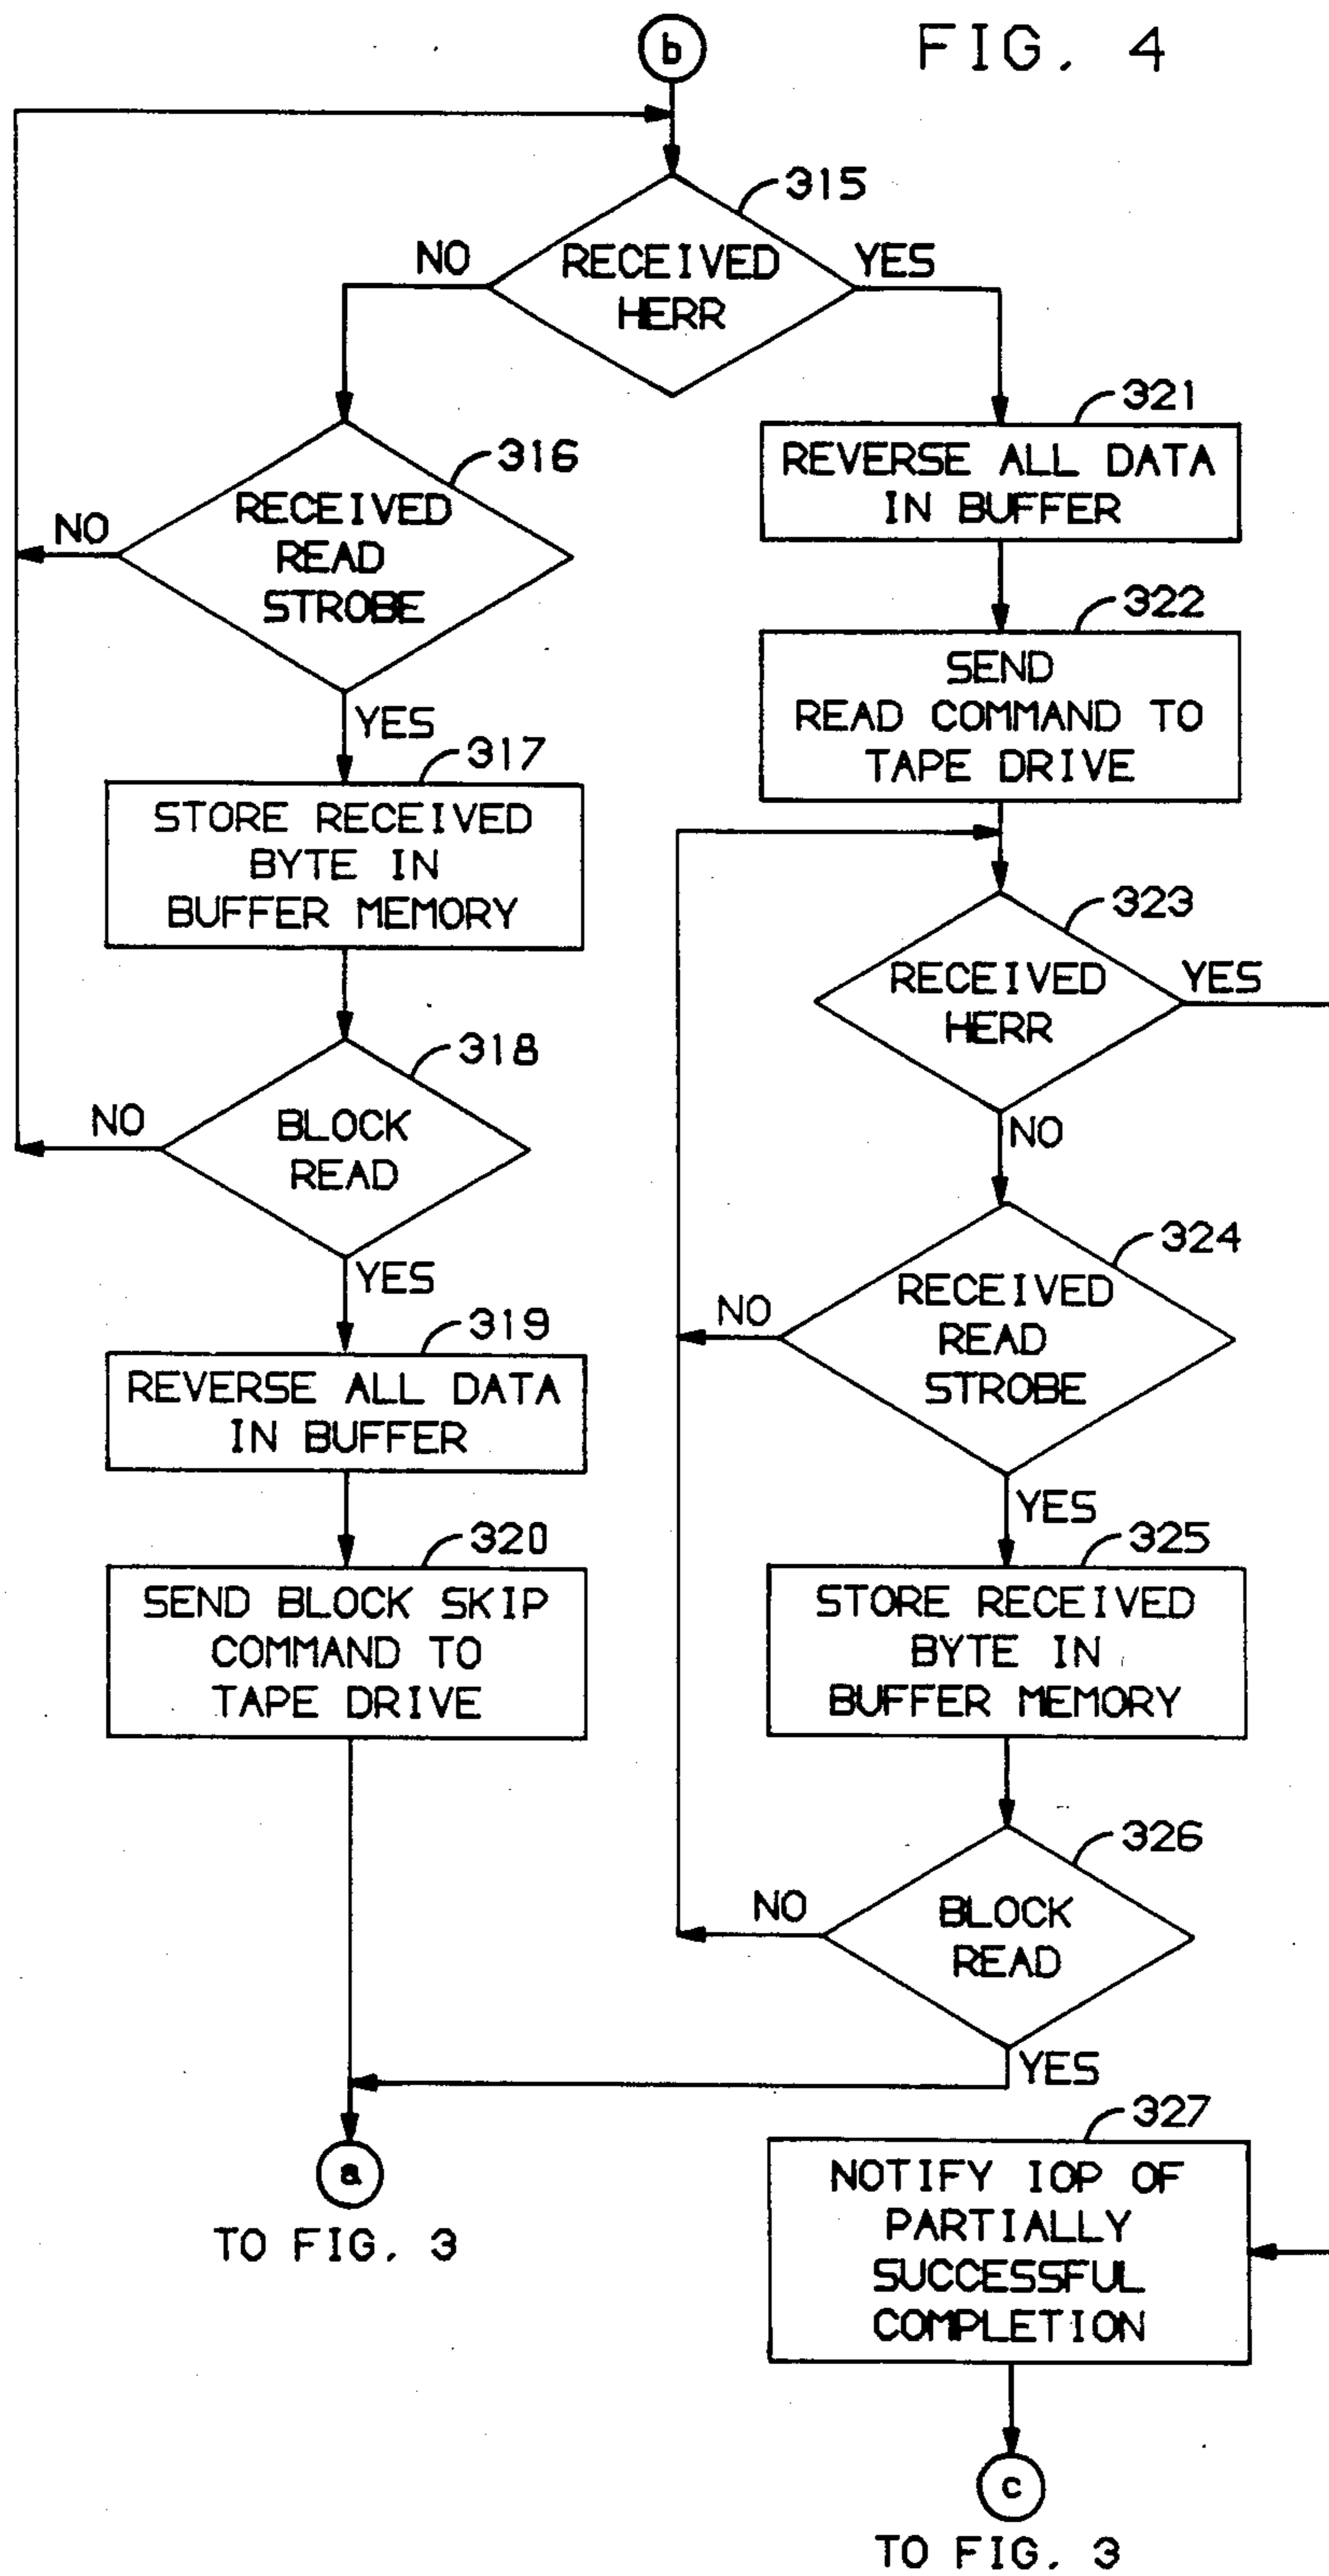 b
FIG. 4
315
NO
RECEIVED
HERR
YES
316
RECEIVED
READ
STROBE
NO
YES
317
STORE RECEIVED
BYTE IN
BUFFER MEMORY
318
BLOCK
READ
NO
YES
319
REVERSE ALL DATA
IN BUFFER
320
SEND BLOCK SKIP
COMMAND TO
TAPE DRIVE
a
TO FIG. 3
321
REVERSE ALL DATA
IN BUFFER
322
SEND
READ COMMAND TO
TAPE DRIVE
323
RECEIVED
HERR
YES
NO
324
RECEIVED
READ
STROBE
NO
YES
325
STORE RECEIVED
BYTE IN
BUFFER MEMORY
326
BLOCK
READ
NO
YES
327
NOTIFY IOP OF
PARTIALLY
SUCCESSFUL
COMPLETION
c
TO FIG. 3